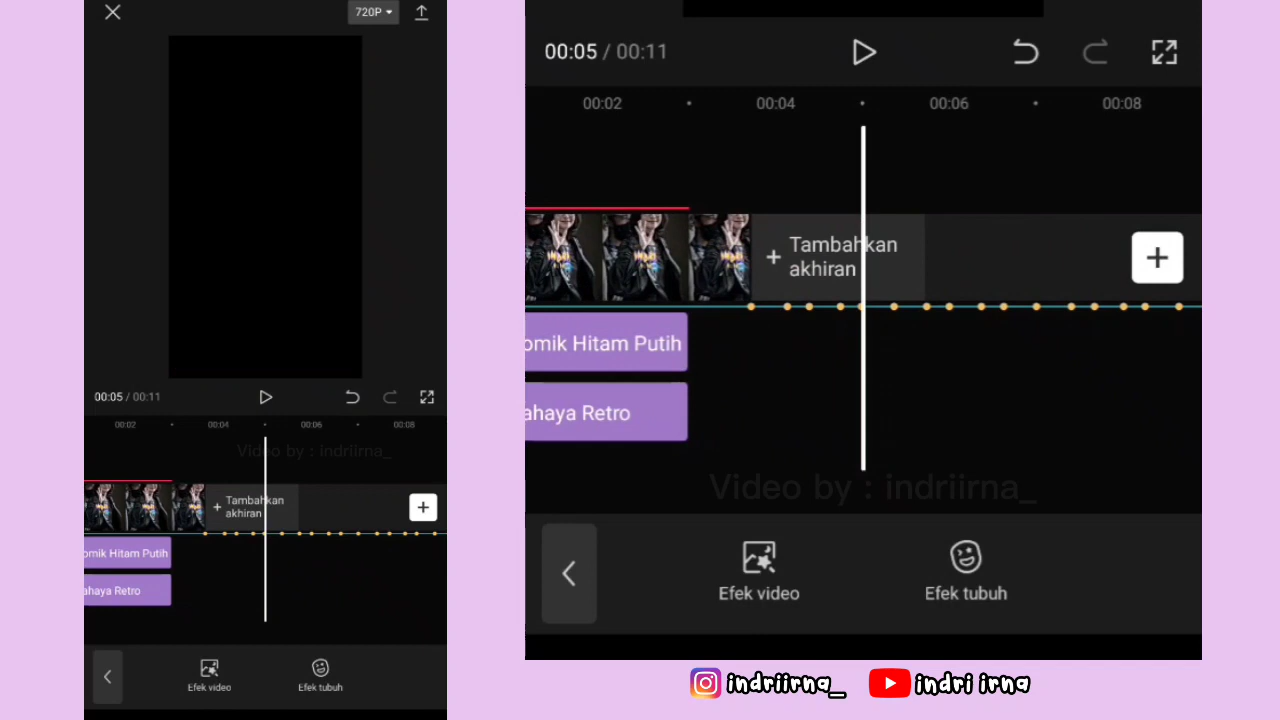 720P
00:05 / 00:11
00:02
00:04
00:06
00:08
Video by : indriirna_
+ Tambahkan
akhiran
+
omik Hitam Putih
ahaya Retro
Efek video
Efek tubuh
00:05 / 00:11
00:02
00:04
00:06
00:08
+ Tambahkan
akhiran
+
omik Hitam Putih
ahaya Retro
Video by : indriirna_
Efek video
Efek tubuh
indriirna_
indri irna